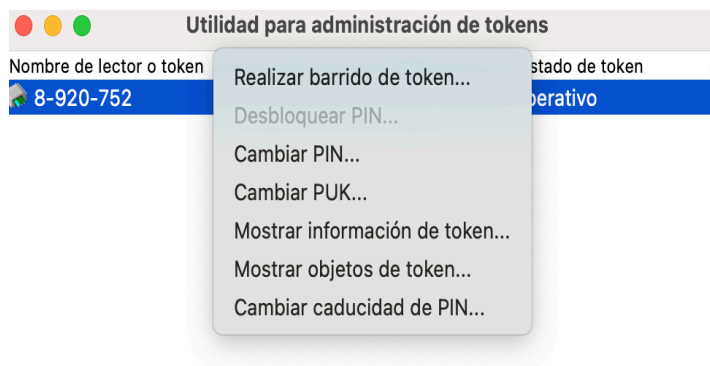 Utilidad para administración de tokens
Nombre de lector o token stado de token
8-920-752 perativo
Realizar barrido de token...
Desbloquear PIN...
Cambiar PIN...
Cambiar PUK...
Mostrar información de token...
Mostrar objetos de token...
Cambiar caducidad de PIN...